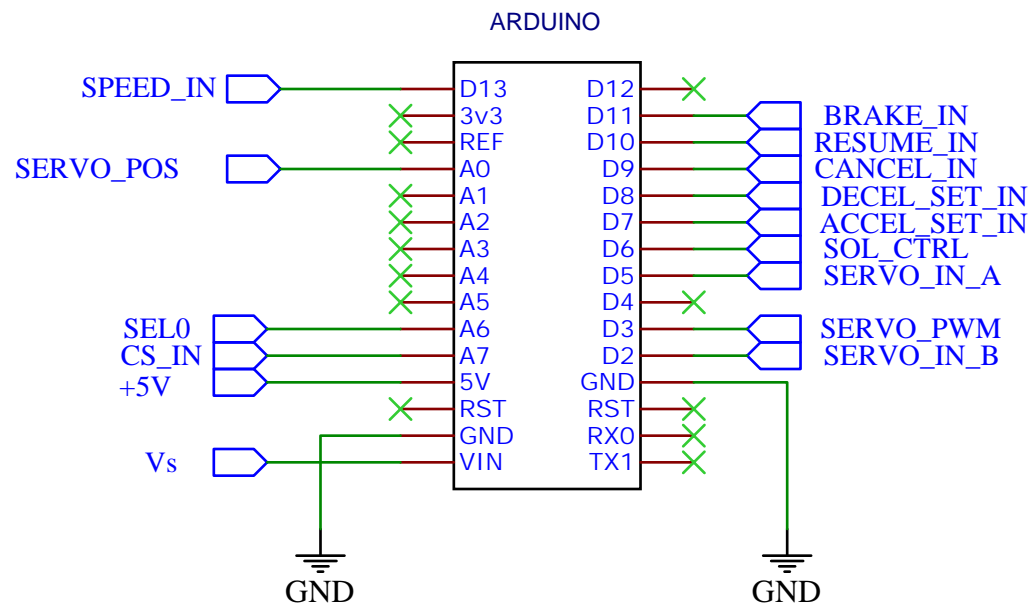 ARDUINO
SPEED_IN D13 D12
3v3 D11 BRAKE_IN
REF D10 RESUME_IN
SERVO_POS A0 D9 CANCEL_IN
A1 D8 DECEL_SET_IN
A2 D7 ACCEL_SET_IN
A3 D6 SOL_CTRL
A4 D5 SERVO_IN_A
A5 D4
SEL0 A6 D3 SERVO_PWM
CS_IN A7 D2 SERVO_IN_B
+5V 5V GND
RST RST
GND RX0
Vs VIN TX1
GND GND